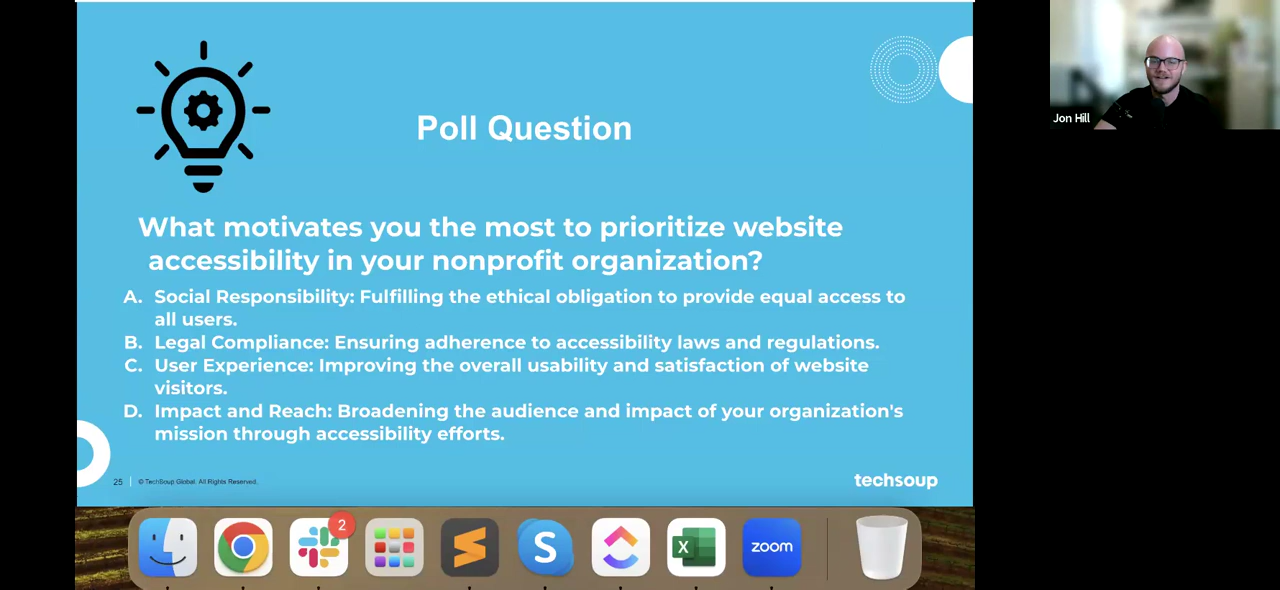 Poll Question
What motivates you the most to prioritize website
accessibility in your nonprofit organization?
A. Social Responsibility: Fulfilling the ethical obligation to provide equal access to
all users.
B. Legal Compliance: Ensuring adherence to accessibility laws and regulations.
C. User Experience: Improving the overall usability and satisfaction of website
visitors.
D. Impact and Reach: Broadening the audience and impact of your organization's
mission through accessibility efforts.
25 | © TechSoup Global. All Rights Reserved.
techsoup
2
S
X
zoom
Jon Hill